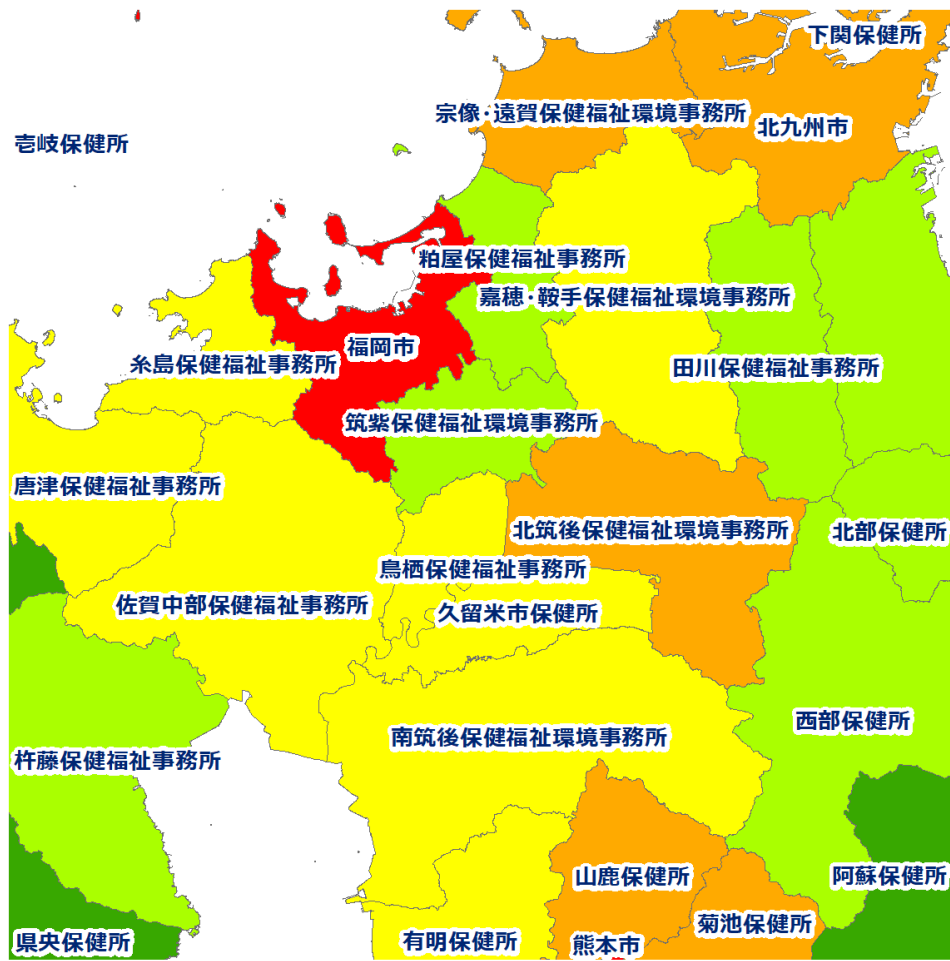 下関保健所
宗像・遠賀保健福祉環境事務所
北九州市
壱岐保健所
粕屋保健福祉事務所
嘉穂・鞍手保健福祉環境事務所
福岡市
糸島保健福祉事務所
田川保健福祉事務所
筑紫保健福祉環境事務所
唐津保健福祉事務所
北筑後保健福祉環境事務所
北部保健所
鳥栖保健福祉事務所
佐賀中部保健福祉事務所
久留米市保健所
西部保健所
南筑後保健福祉環境事務所
杵藤保健福祉事務所
山鹿保健所
阿蘇保健所
菊池保健所
県央保健所
有明保健所
熊本市